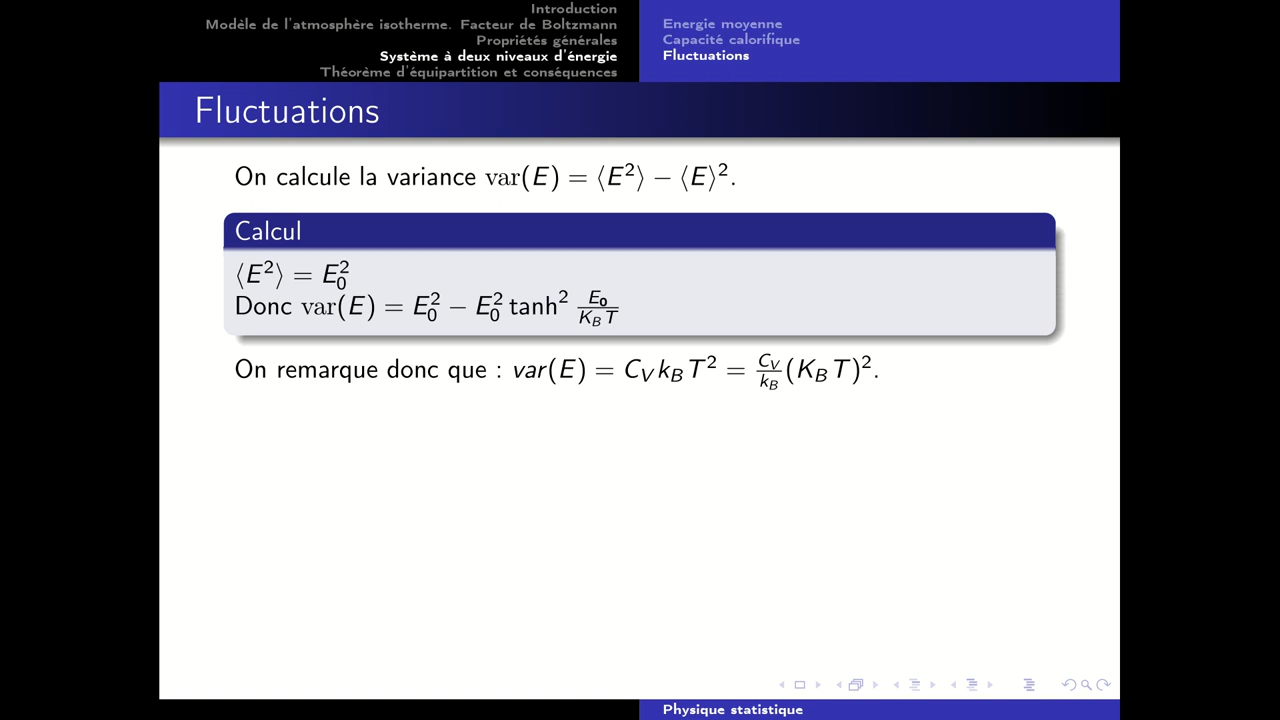 Introduction
Modèle de l'atmosphère isotherme. Facteur de Boltzmann
Propriétés générales
Système à deux niveaux d'énergie
Théorème d'équipartition et conséquences
Energie moyenne
Capacité calorifique
Fluctuations
Fluctuations
On calcule la variance var(E) = ⟨E²⟩ − ⟨E⟩².
Calcul
⟨E²⟩ = E₀²
Donc var(E) = E₀² − E₀² tanh² E₀/(K_B T)
On remarque donc que : var(E) = C_V k_B T² = C_V/k_B (K_B T)².
Physique statistique